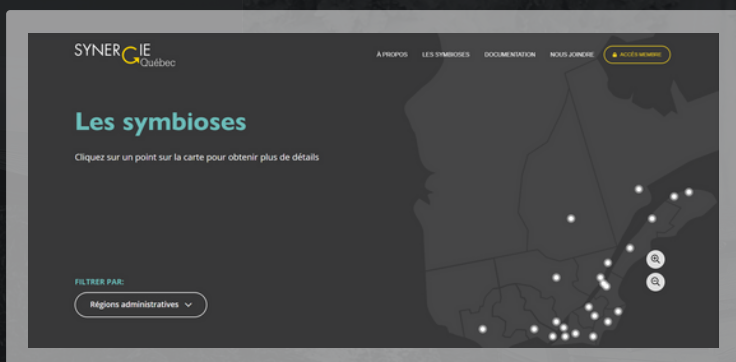 SYNERGIE
Québec
À PROPOS LES SYMBIOSES DOCUMENTATION NOUS JOINDRE ACCÈS MEMBRE
Les symbioses
Cliquez sur un point sur la carte pour obtenir plus de détails
FILTRER PAR:
Régions administratives